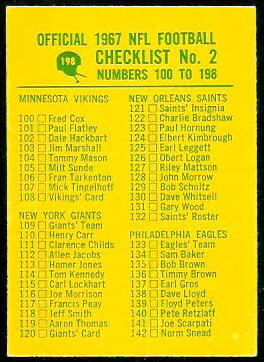 OFFICIAL 1967 NFL FOOTBALL
198
CHECKLIST No. 2
NUMBERS 100 TO 198
MINNESOTA VIKINGS
100 Fred Cox
101 Paul Flatley
102 Dale Hackbart
103 Jim Marshall
104 Tommy Mason
105 Milt Sunde
106 Fran Tarkenton
107 Mick Tingelhoff
108 Vikings' Card
NEW YORK GIANTS
109 Giants' Team
110 Henry Carr
111 Clarence Childs
112 Allen Jacobs
113 Homer Jones
114 Tom Kennedy
115 Carl Lockhart
116 Joe Morrison
117 Francis Peay
118 Jeff Smith
119 Aaron Thomas
120 Giants' Card
NEW ORLEANS SAINTS
121 Saints' Insignia
122 Charlie Bradshaw
123 Paul Hornung
124 Elbert Kimbrough
125 Earl Leggett
126 Obert Logan
127 Riley Mattson
128 John Morrow
129 Bob Scholtz
130 Dave Whitsell
131 Gary Wood
132 Saints' Roster
PHILADELPHIA EAGLES
133 Eagles' Team
134 Sam Baker
135 Bob Brown
136 Timmy Brown
137 Earl Gros
138 Dave Lloyd
139 Floyd Peters
140 Pete Retzlaff
141 Joe Scarpati
142 Norm Snead